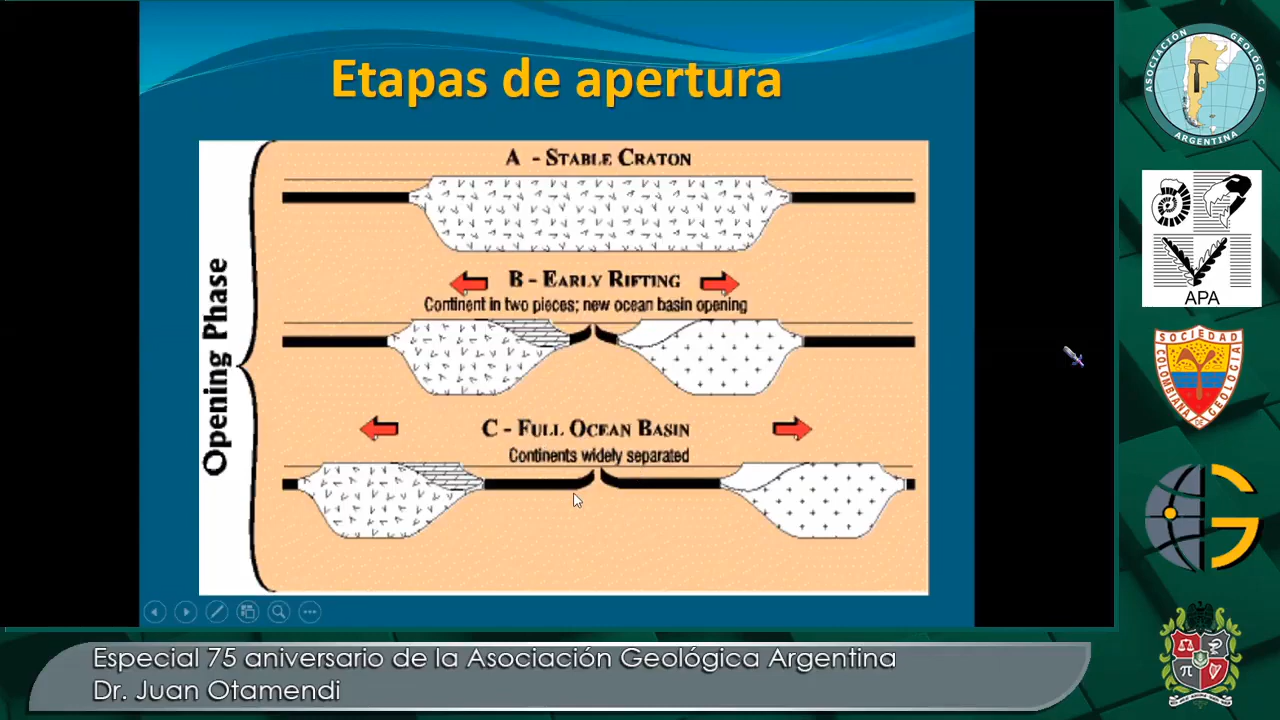 Etapas de apertura
Opening Phase
A - STABLE CRATON
B - EARLY RIFTING
Continent in two pieces; new ocean basin opening
C - FULL OCEAN BASIN
Continents widely separated
ASOCIACIÓN GEOLÓGICA
ARGENTINA
APA
SOCIEDAD
COLOMBIANA
DE
GEOLOGIA
G
Especial 75 aniversario de la Asociación Geológica Argentina
Dr. Juan Otamendi